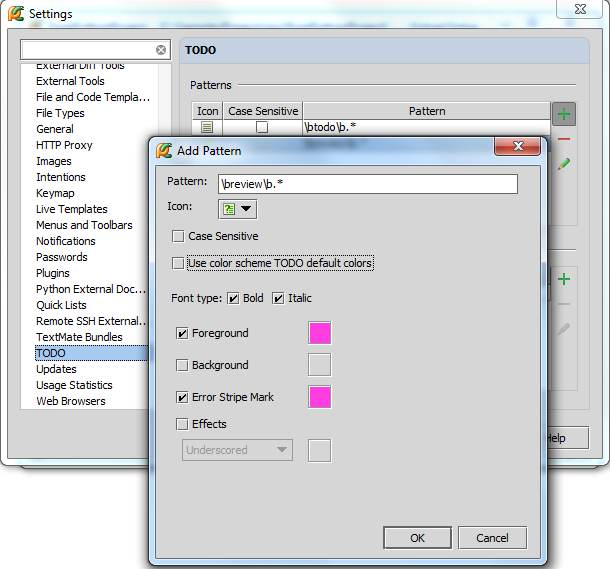 Settings
TODO
External Diff Tools
External Tools
File and Code Templa...
File Types
General
HTTP Proxy
Images
Intentions
Keymap
Live Templates
Menus and Toolbars
Notifications
Passwords
Plugins
Python External Doc...
Quick Lists
Remote SSH External...
TextMate Bundles
TODO
Updates
Usage Statistics
Web Browsers
Patterns
Icon Case Sensitive Pattern
\btodo\b.*
Add Pattern
Pattern: \breview\b.*
Icon:
Case Sensitive
Use color scheme TODO default colors
Font type: Bold Italic
Foreground
Background
Error Stripe Mark
Effects
Underscored
OK Cancel
Help